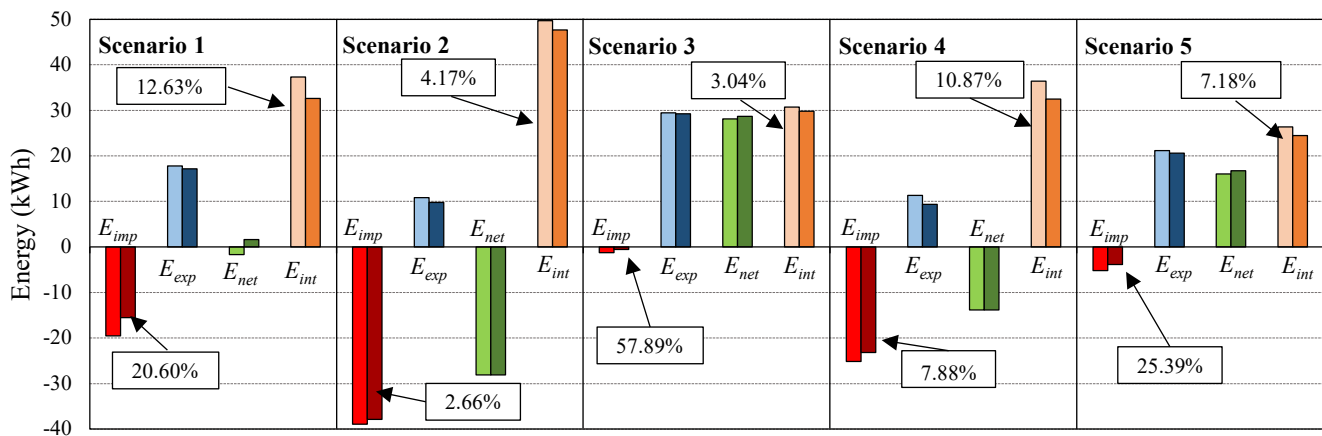 Energy (kWh)
50
40
30
20
10
0
-10
-20
-30
-40
Scenario 1
12.63%
E_imp
E_exp
E_net
E_int
20.60%
Scenario 2
4.17%
E_imp
E_net
E_exp
E_int
2.66%
Scenario 3
3.04%
E_imp
E_exp
E_net
E_int
57.89%
Scenario 4
10.87%
E_imp
E_net
E_exp
E_int
7.88%
Scenario 5
7.18%
E_imp
E_exp
E_net
E_int
25.39%